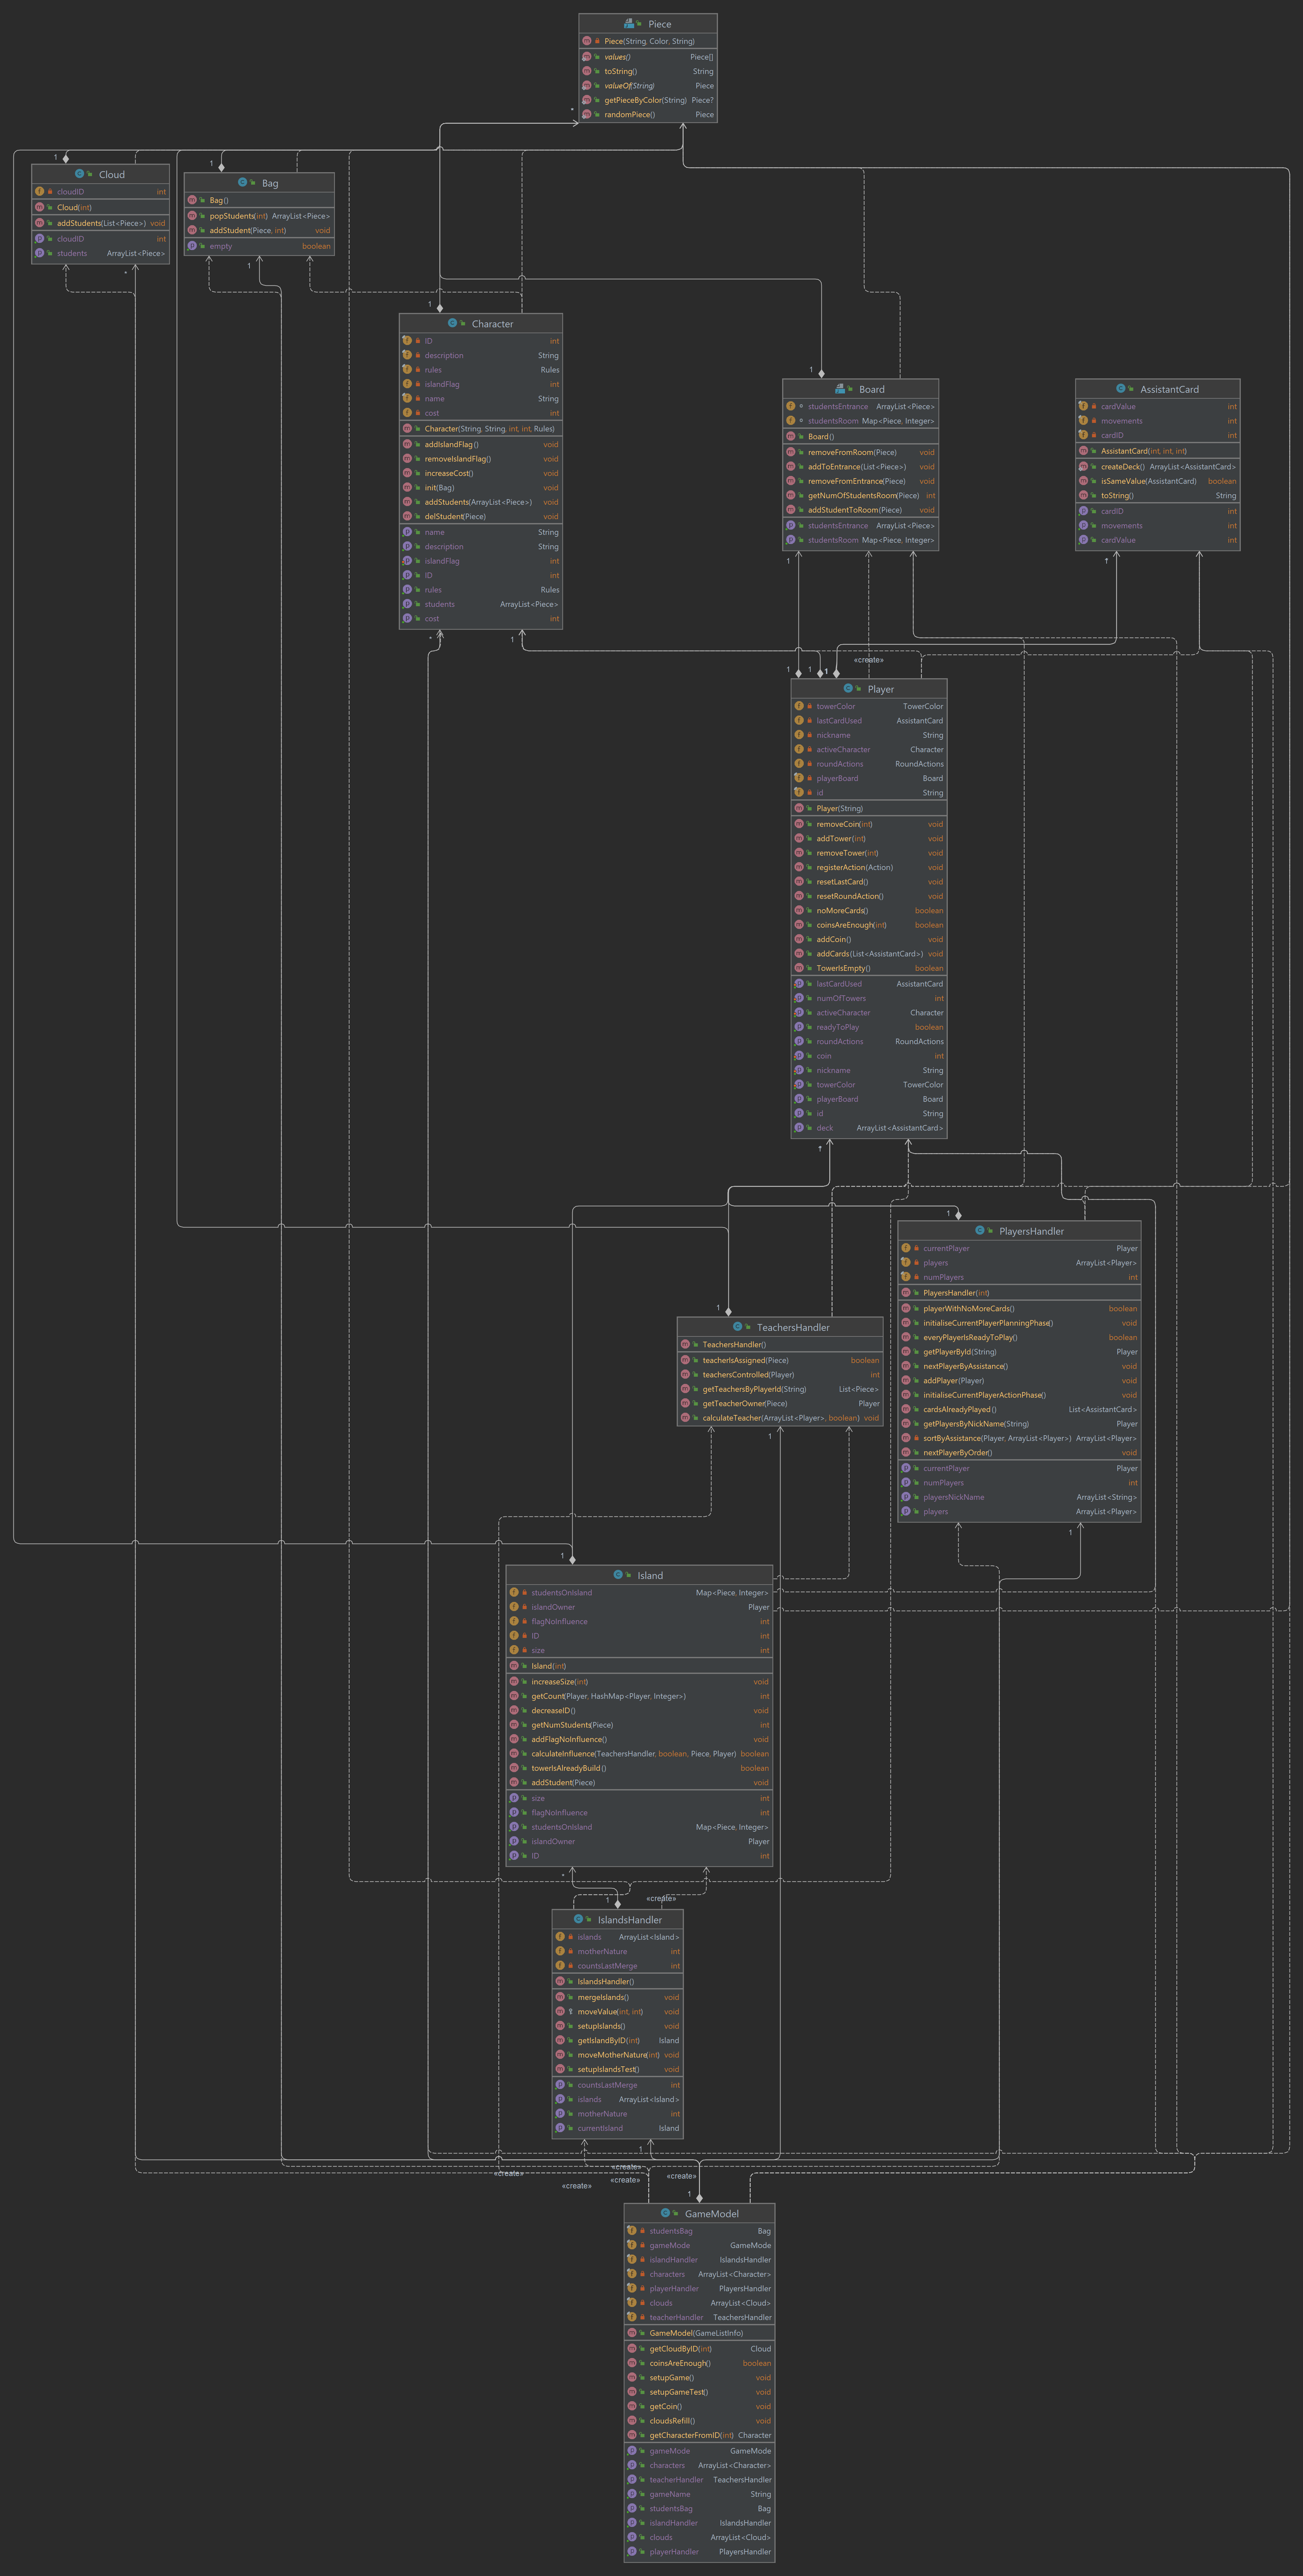 Piece
Piece(String, Color, String)
values() Piece[]
toString() String
valueOf(String) Piece
getPieceByColor(String) Piece?
randomPiece() Piece
*
1
1
Cloud
cloudID int
Cloud(int)
addStudents(List<Piece>) void
cloudID int
students ArrayList<Piece>
*
Bag
Bag()
popStudents(int) ArrayList<Piece>
addStudent(Piece, int) void
empty boolean
1
1
Character
ID int
description String
rules Rules
islandFlag int
name String
cost int
Character(String, String, int, int, Rules)
addIslandFlag() void
removeIslandFlag() void
increaseCost() void
init(Bag) void
addStudents(ArrayList<Piece>) void
delStudent(Piece) void
name String
description String
islandFlag int
ID int
rules Rules
students ArrayList<Piece>
cost int
*
1
1
Board
studentsEntrance ArrayList<Piece>
studentsRoom Map<Piece, Integer>
Board()
removeFromRoom(Piece) void
addToEntrance(List<Piece>) void
removeFromEntrance(Piece) void
getNumOfStudentsRoom(Piece) int
addStudentToRoom(Piece) void
studentsEntrance ArrayList<Piece>
studentsRoom Map<Piece, Integer>
1
AssistantCard
cardValue int
movements int
cardID int
AssistantCard(int, int, int)
createDeck() ArrayList<AssistantCard>
isSameValue(AssistantCard) boolean
toString() String
cardID int
movements int
cardValue int
«create»
1
1
1
Player
towerColor TowerColor
lastCardUsed AssistantCard
nickname String
activeCharacter Character
roundActions RoundActions
playerBoard Board
id String
Player(String)
removeCoin(int) void
addTower(int) void
removeTower(int) void
registerAction(Action) void
resetLastCard() void
resetRoundAction() void
noMoreCards() boolean
coinsAreEnough(int) boolean
addCoin() void
addCards(List<AssistantCard>) void
TowerIsEmpty() boolean
lastCardUsed AssistantCard
numOfTowers int
activeCharacter Character
readyToPlay boolean
roundActions RoundActions
coin int
nickname String
towerColor TowerColor
playerBoard Board
id String
deck ArrayList<AssistantCard>
1
PlayersHandler
currentPlayer Player
players ArrayList<Player>
numPlayers int
PlayersHandler(int)
playerWithNoMoreCards() boolean
initialiseCurrentPlayerPlanningPhase() void
everyPlayerIsReadyToPlay() boolean
getPlayerById(String) Player
nextPlayerByAssistance() void
addPlayer(Player) void
initialiseCurrentPlayerActionPhase() void
cardsAlreadyPlayed() List<AssistantCard>
getPlayersByNickName(String) Player
sortByAssistance(Player, ArrayList<Player>) ArrayList<Player>
nextPlayerByOrder() void
currentPlayer Player
numPlayers int
playersNickName ArrayList<String>
players ArrayList<Player>
1
1
TeachersHandler
TeachersHandler()
teacherIsAssigned(Piece) boolean
teachersControlled(Player) int
getTeachersByPlayerId(String) List<Piece>
getTeacherOwner(Piece) Player
calculateTeacher(ArrayList<Player>, boolean) void
1
1
Island
studentsOnIsland Map<Piece, Integer>
islandOwner Player
flagNoInfluence int
ID int
size int
Island(int)
increaseSize(int) void
getCount(Player, HashMap<Player, Integer>) int
decreaseID() void
getNumStudents(Piece) int
addFlagNoInfluence() void
calculateInfluence(TeachersHandler, boolean, Piece, Player) boolean
towerIsAlreadyBuild() boolean
addStudent(Piece) void
size int
flagNoInfluence int
studentsOnIsland Map<Piece, Integer>
islandOwner Player
ID int
*
1
«create»
IslandsHandler
islands ArrayList<Island>
motherNature int
countsLastMerge int
IslandsHandler()
mergeIslands() void
moveValue(int, int) void
setupIslands() void
getIslandByID(int) Island
moveMotherNature(int) void
setupIslandsTest() void
countsLastMerge int
islands ArrayList<Island>
motherNature int
currentIsland Island
1
«create»
«create»
«create»
«create»
«create»
1
GameModel
studentsBag Bag
gameMode GameMode
islandHandler IslandsHandler
characters ArrayList<Character>
playerHandler PlayersHandler
clouds ArrayList<Cloud>
teacherHandler TeachersHandler
GameModel(GameListInfo)
getCloudByID(int) Cloud
coinsAreEnough() boolean
setupGame() void
setupGameTest() void
getCoin() void
cloudsRefill() void
getCharacterFromID(int) Character
gameMode GameMode
characters ArrayList<Character>
teacherHandler TeachersHandler
gameName String
studentsBag Bag
islandHandler IslandsHandler
clouds ArrayList<Cloud>
playerHandler PlayersHandler